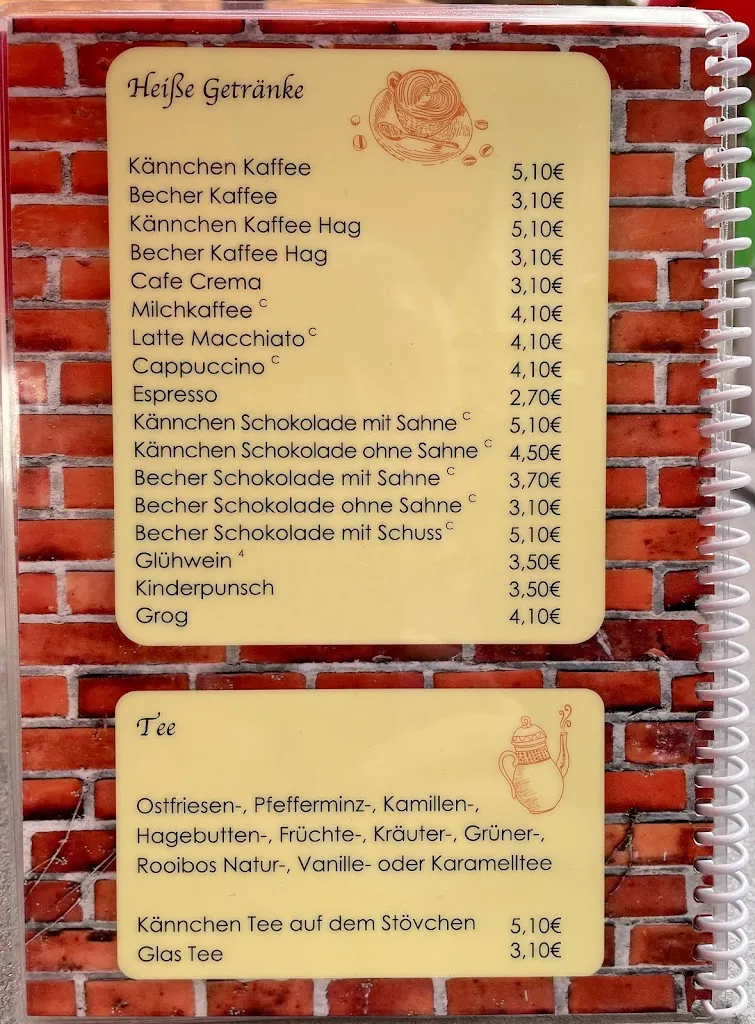 Heiße Getränke
Kännchen Kaffee 5,10€
Becher Kaffee 3,10€
Kännchen Kaffee Hag 5,10€
Becher Kaffee Hag 3,10€
Cafe Crema 3,10€
Milchkaffee C 4,10€
Latte Macchiato C 4,10€
Cappuccino C 4,10€
Espresso 2,70€
Kännchen Schokolade mit Sahne C 5,10€
Kännchen Schokolade ohne Sahne C 4,50€
Becher Schokolade mit Sahne C 3,70€
Becher Schokolade ohne Sahne C 3,10€
Becher Schokolade mit Schuss C 5,10€
Glühwein 4 3,50€
Kinderpunsch 3,50€
Grog 4,10€
Tee
Ostfriesen-, Pfefferminz-, Kamillen-,
Hagebutten-, Früchte-, Kräuter-, Grüner-,
Rooibos Natur-, Vanille- oder Karamelltee
Kännchen Tee auf dem Stövchen 5,10€
Glas Tee 3,10€